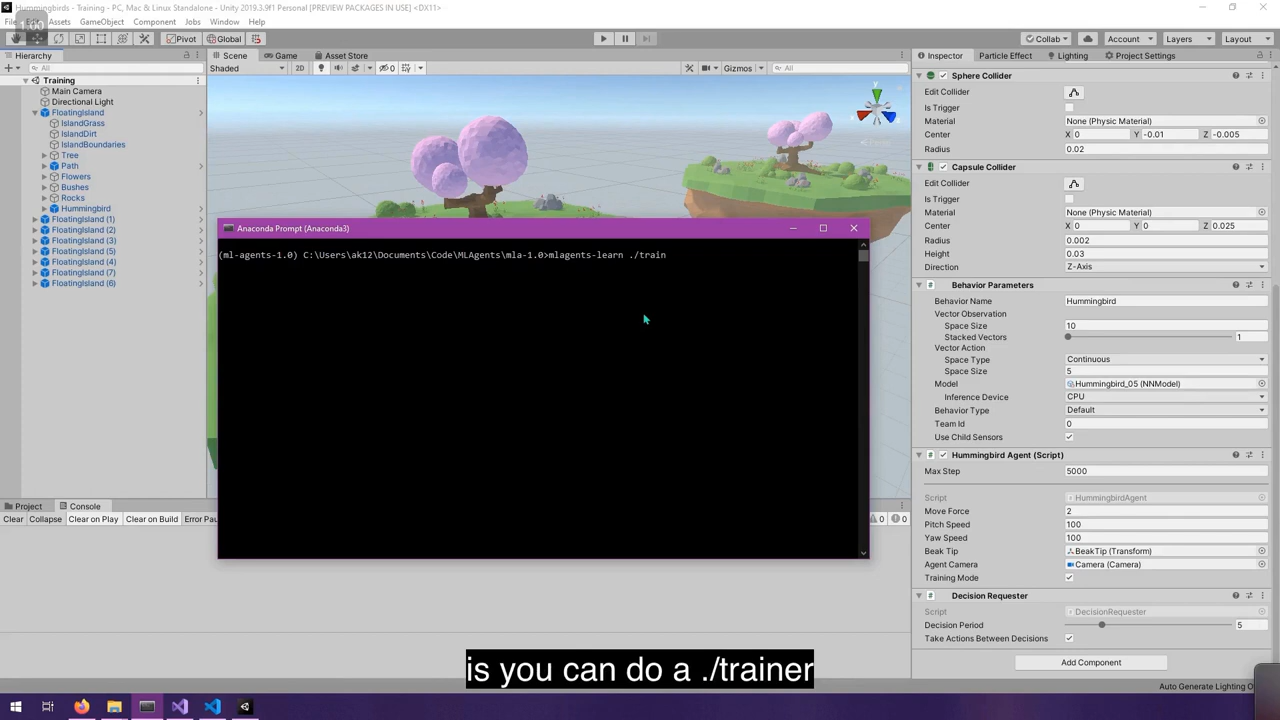 Hummingbirds - Training - PC, Mac & Linux Standalone - Unity 2019.3.9f1 Personal [PREVIEW PACKAGES IN USE] <DX11>
1.00
Assets GameObject Component Jobs Window Help
Pivot Global Collab Account Layers Layout
Hierarchy
All
Training
Main Camera
Directional Light
FloatingIsland
IslandGrass
IslandDirt
IslandBoundaries
Tree
Path
Flowers
Bushes
Rocks
Hummingbird
FloatingIsland (1)
FloatingIsland (2)
FloatingIsland (3)
FloatingIsland (5)
FloatingIsland (4)
FloatingIsland (7)
FloatingIsland (6)
Scene Game Asset Store
Shaded 2D 0 Gizmos All
Anaconda Prompt (Anaconda3)
(ml-agents-1.0) C:\Users\ak12\Documents\Code\MLAgents\mla-1.0>mlagents-learn ./train
Project Console
Clear Collapse Clear on Play Clear on Build Error Pau
0 0
Inspector Particle Effect Lighting Project Settings
Sphere Collider
Edit Collider
Is Trigger
Material None (Physic Material)
Center X 0 Y -0.01 Z -0.005
Radius 0.02
Capsule Collider
Edit Collider
Is Trigger
Material None (Physic Material)
Center X 0 Y 0 Z 0.025
Radius 0.002
Height 0.03
Direction Z-Axis
Behavior Parameters
Behavior Name Hummingbird
Vector Observation
Space Size 10
Stacked Vectors 1
Vector Action
Space Type Continuous
Space Size 5
Model Hummingbird_05 (NNModel)
Inference Device CPU
Behavior Type Default
Team Id 0
Use Child Sensors
Hummingbird Agent (Script)
Max Step 5000
Script HummingbirdAgent
Move Force 2
Pitch Speed 100
Yaw Speed 100
Beak Tip BeakTip (Transform)
Agent Camera Camera (Camera)
Training Mode
Decision Requester
Script DecisionRequester
Decision Period 5
Take Actions Between Decisions
Add Component
Auto Generate Lighting O
is you can do a ./trainer